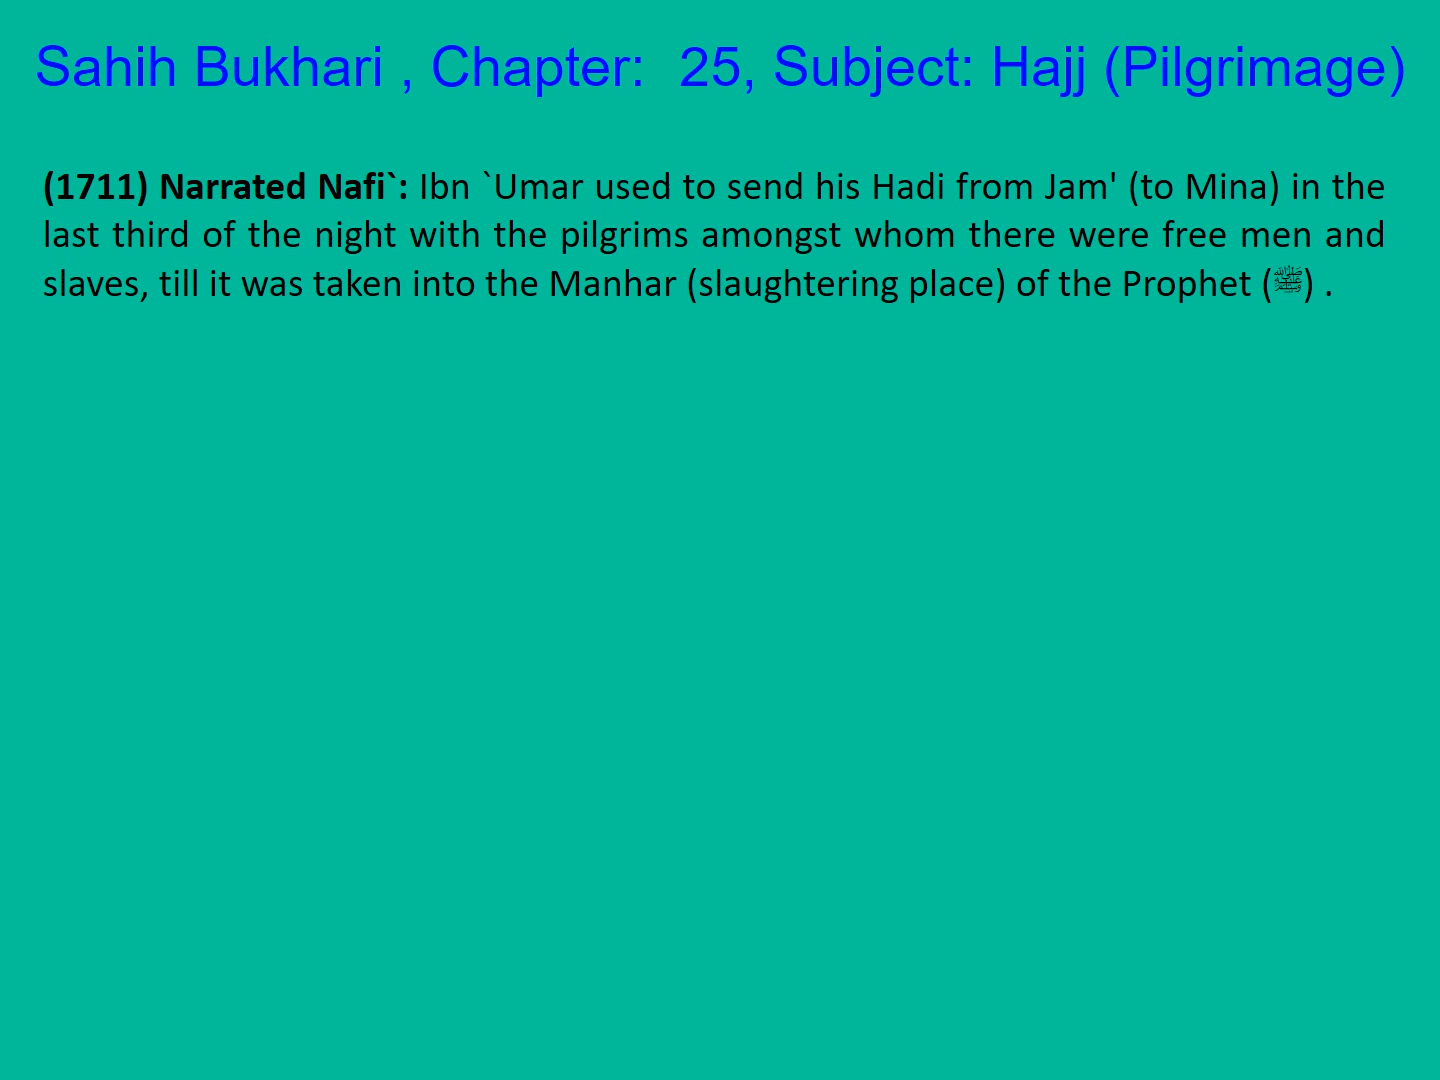 Sahih Bukhari , Chapter:  25, Subject: Hajj (Pilgrimage)
(1711) Narrated Nafi`: Ibn `Umar used to send his Hadi from Jam' (to Mina) in the
last third of the night with the pilgrims amongst whom there were free men and
slaves, till it was taken into the Manhar (slaughtering place) of the Prophet (ﷺ) .